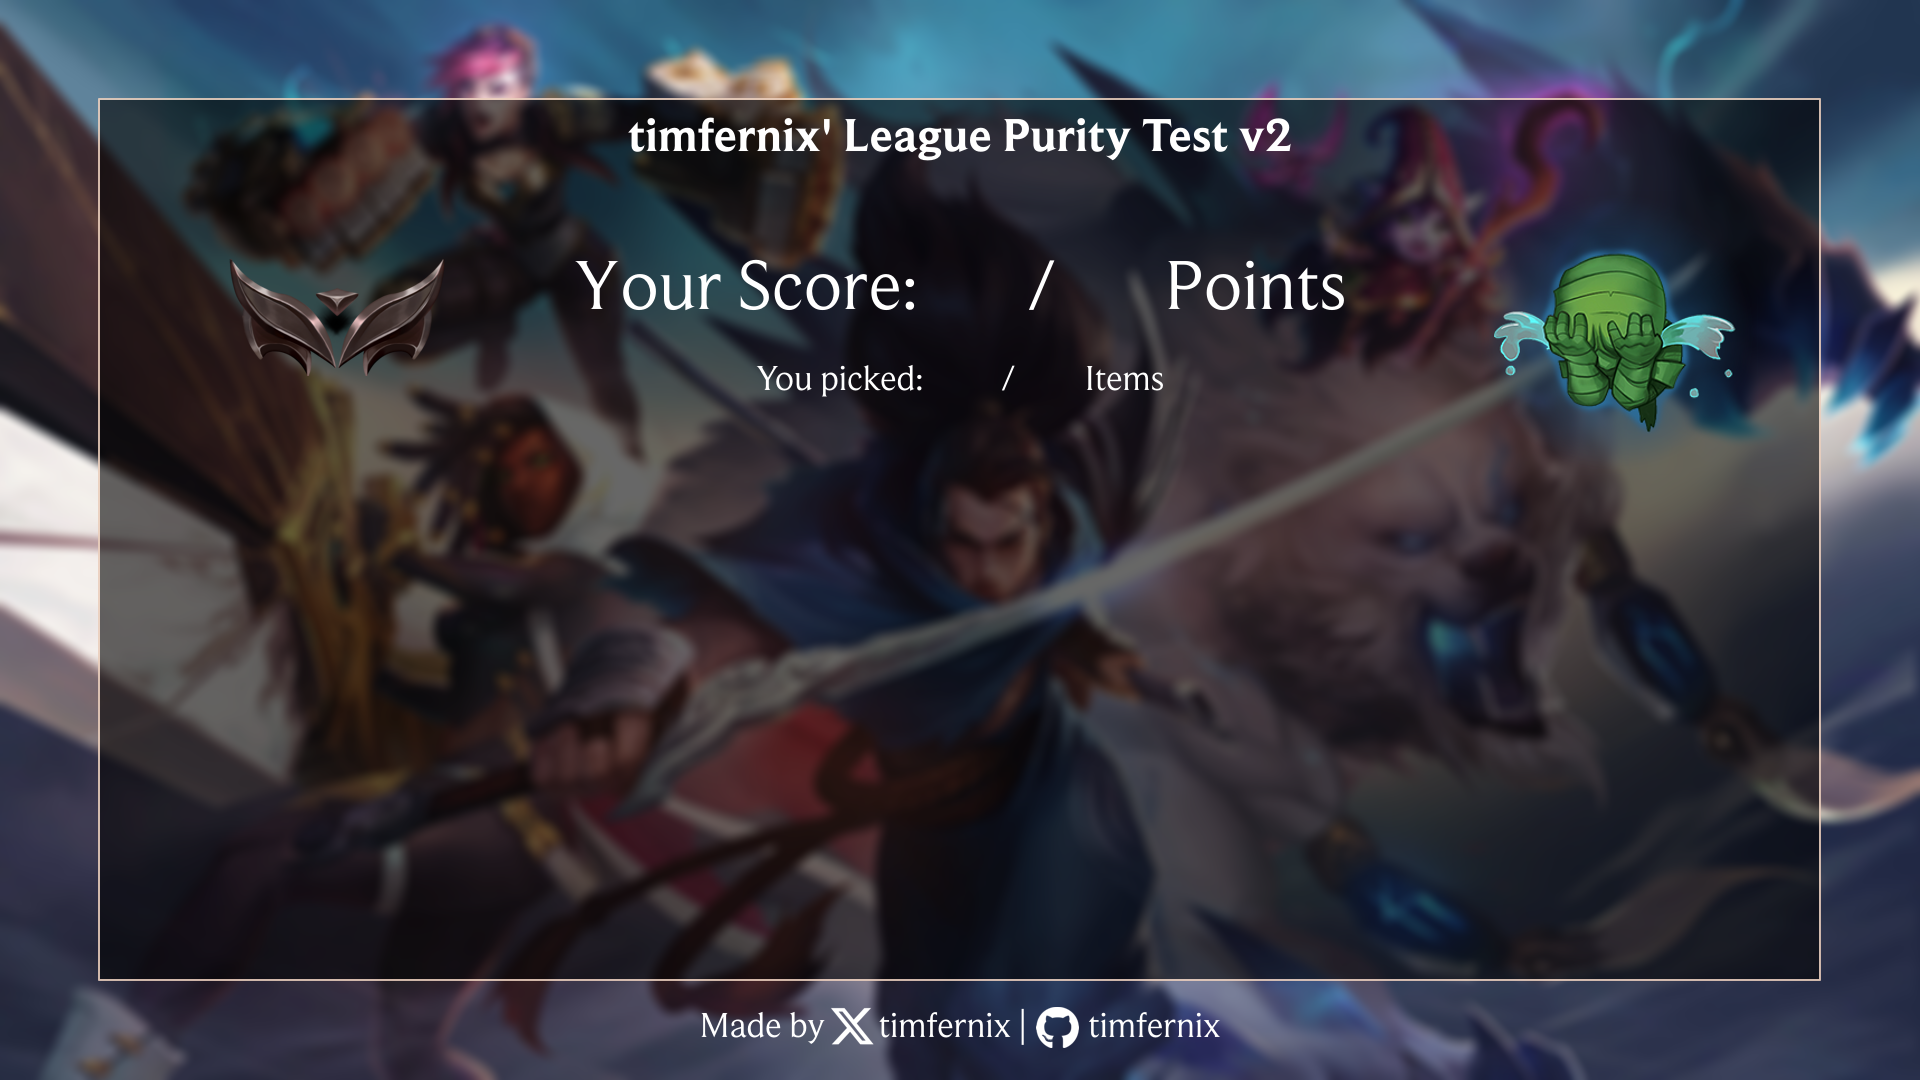 timfernix' League Purity Test v2
Your Score: / Points
You picked: / Items
Made by timfernix | timfernix